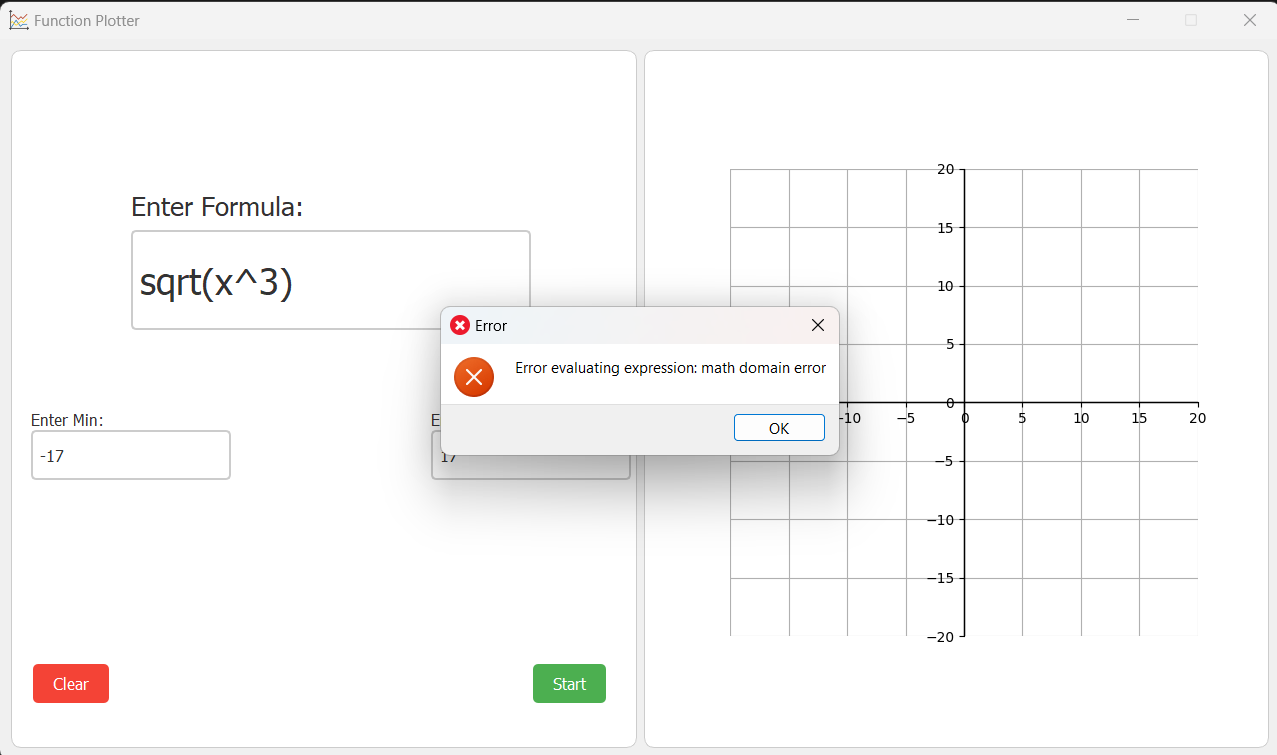 Function Plotter
Enter Formula:
sqrt(x^3)
Error
Error evaluating expression: math domain error
OK
Enter Min:
-17
E
17
Clear
Start
20
15
10
5
0
-10
−5
0
5
10
15
20
−5
−10
−15
−20